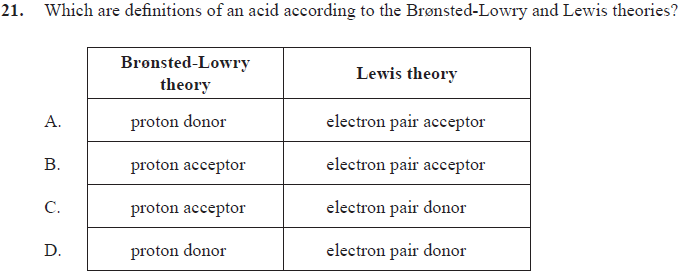 21. Which are definitions of an acid according to the Brønsted-Lowry and Lewis theories?
Brønsted-Lowry theory Lewis theory
A. proton donor electron pair acceptor
B. proton acceptor electron pair acceptor
C. proton acceptor electron pair donor
D. proton donor electron pair donor